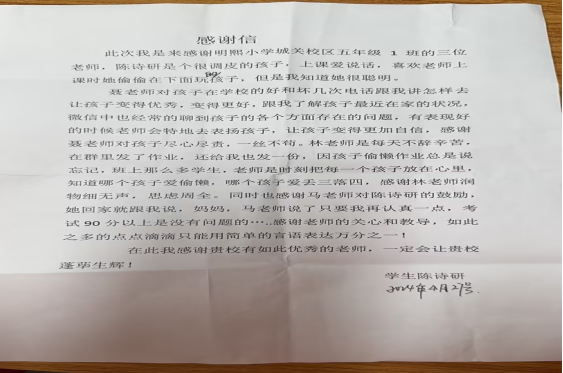 感谢信
此次我是来感谢明熙小学城关校区五年级 1 班的三位
老师，陈诗研是个很调皮的孩子，上课爱说话，喜欢老师上
课时她偷偷在下面玩孩子，但是我知道她很聪明。
聂老师对孩子在学校的好和坏几次电话跟我讲怎样去
让孩子变得优秀，变得更好，跟我了解孩子最近在家的状况，
微信中也经常的聊到孩子的各个方面存在的问题，有表现好
的时候老师会特地去表扬孩子，让孩子变得更加自信，感谢
聂老师对孩子尽心尽责，一丝不苟。林老师是每天不辞辛苦，
在群里发了作业，还给我也发一份，因孩子偷懒作业总是说
忘记，班上那么多学生，老师是时刻把每一个孩子放在心里，
知道哪个孩子爱偷懒，哪个孩子爱丢三落四，感谢林老师润
物细无声，思虑周全。同时也感谢马老师对陈诗研的鼓励，
她回家就跟我说，妈妈，马老师说了只要我再认真一点，考
试 90 分以上是没有问题的…感谢老师的关心和教导，如此
之多的点点滴滴只能用简单的言语表达万分之一！
在此我感谢贵校有如此优秀的老师，一定会让贵校
蓬荜生辉！
学生陈诗研
2024年4月27号.